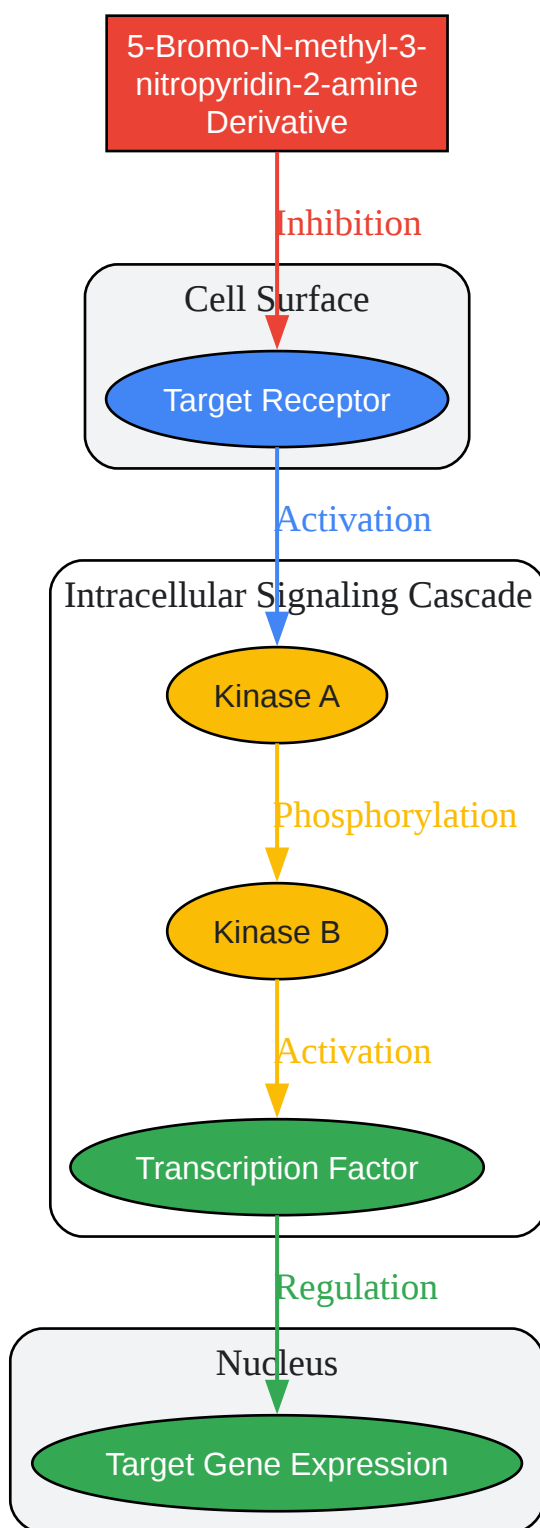 5-Bromo-N-methyl-3-
nitropyridin-2-amine
Derivative
Inhibition
Cell Surface
Target Receptor
Activation
Intracellular Signaling Cascade
Kinase A
Phosphorylation
Kinase B
Activation
Transcription Factor
Regulation
Nucleus
Target Gene Expression